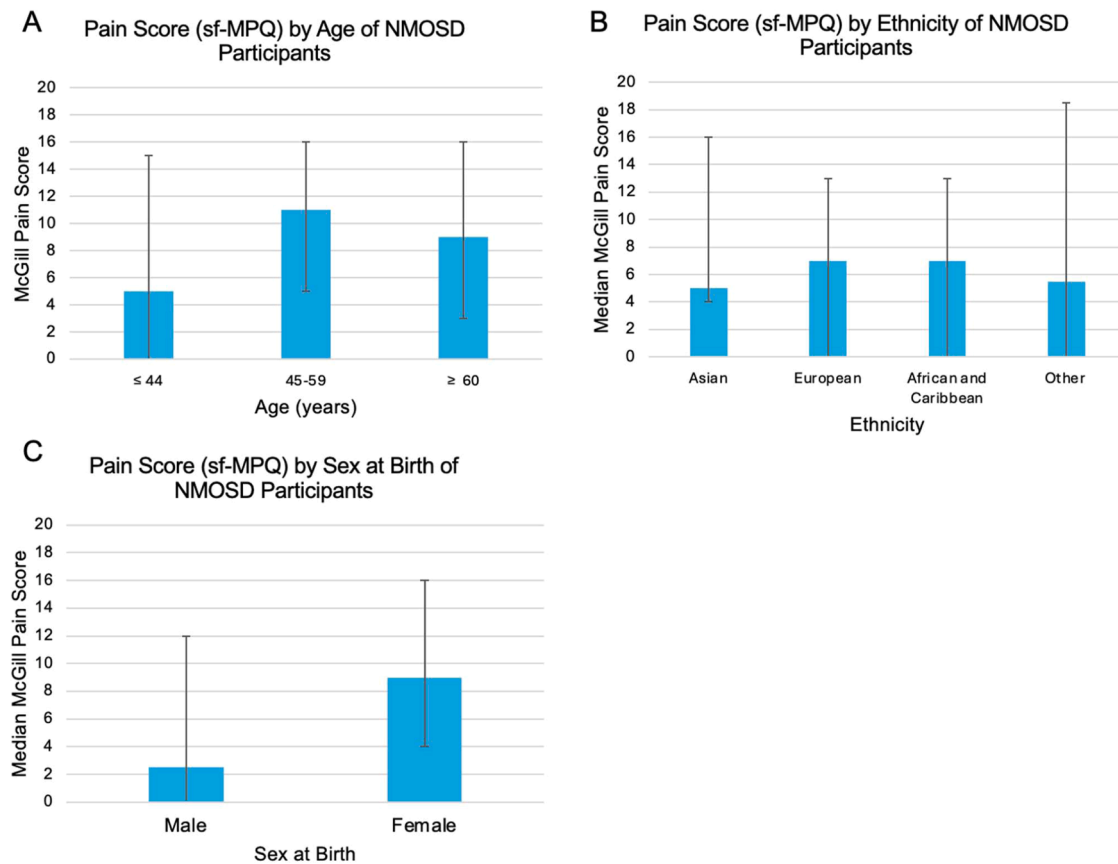 A
Pain Score (sf-MPQ) by Age of NMOSD
Participants
McGill Pain Score
20
18
16
14
12
10
8
6
4
2
0
≤ 44
45-59
≥ 60
Age (years)
B
Pain Score (sf-MPQ) by Ethnicity of NMOSD
Participants
Median McGill Pain Score
20
18
16
14
12
10
8
6
4
2
0
Asian
European
African and
Caribbean
Other
Ethnicity
C
Pain Score (sf-MPQ) by Sex at Birth of
NMOSD Participants
Median McGill Pain Score
20
18
16
14
12
10
8
6
4
2
0
Male
Female
Sex at Birth